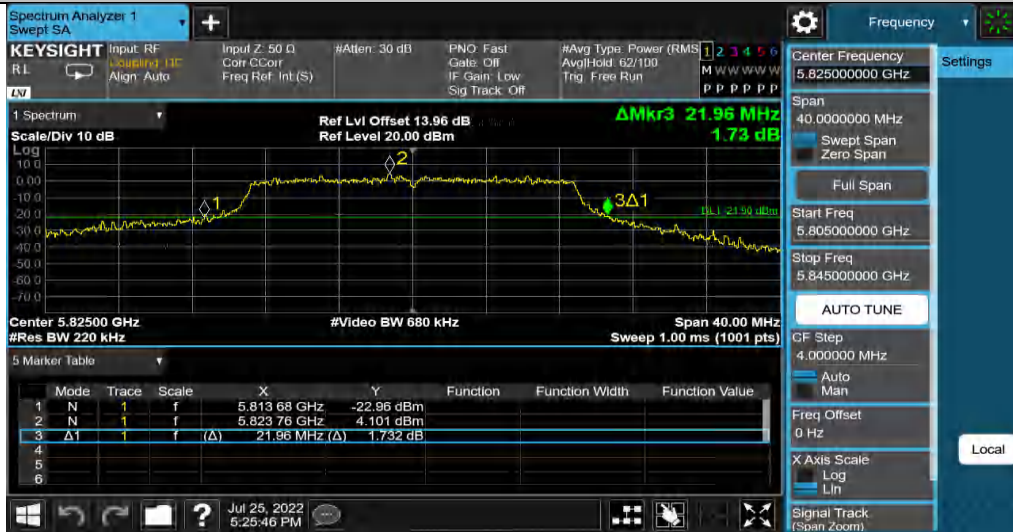 Spectrum Analyzer 1
Swept SA
+
Frequency
KEYSIGHT
RL
LXI
Input: RF
Coupling: DC
Align: Auto
Input Z: 50 Ω
Corr CCorr
Freq Ref: Int (S)
#Atten: 30 dB
PNO: Fast
Gate: Off
IF Gain: Low
Sig Track: Off
#Avg Type: Power (RMS
Avg|Hold: 62/100
Trig: Free Run
1 2 3 4 5 6
M W W W W W
P P P P P P
Center Frequency
5.825000000 GHz
Settings
Span
40.0000000 MHz
Swept Span
Zero Span
Full Span
Start Freq
5.805000000 GHz
Stop Freq
5.845000000 GHz
AUTO TUNE
CF Step
4.000000 MHz
Auto
Man
Freq Offset
0 Hz
X Axis Scale
Log
Lin
Signal Track
(Span Zoom)
Local
1 Spectrum
Scale/Div 10 dB
Ref Lvl Offset 13.96 dB
Ref Level 20.00 dBm
ΔMkr3 21.96 MHz
1.73 dB
Log
10.0
0.00
-10.0
-20.0
-30.0
-40.0
-50.0
-60.0
-70.0
1
2
3Δ1
DL1 -21.90 dBm
Center 5.82500 GHz
#Video BW 680 kHz
Span 40.00 MHz
#Res BW 220 kHz
Sweep 1.00 ms (1001 pts)
5 Marker Table
Mode Trace Scale X Y Function Function Width Function Value
1 N 1 f 5.813 68 GHz -22.96 dBm
2 N 1 f 5.823 76 GHz 4.101 dBm
3 Δ1 1 f (Δ) 21.96 MHz (Δ) 1.732 dB
4
5
6
?
Jul 25, 2022
5:25:46 PM